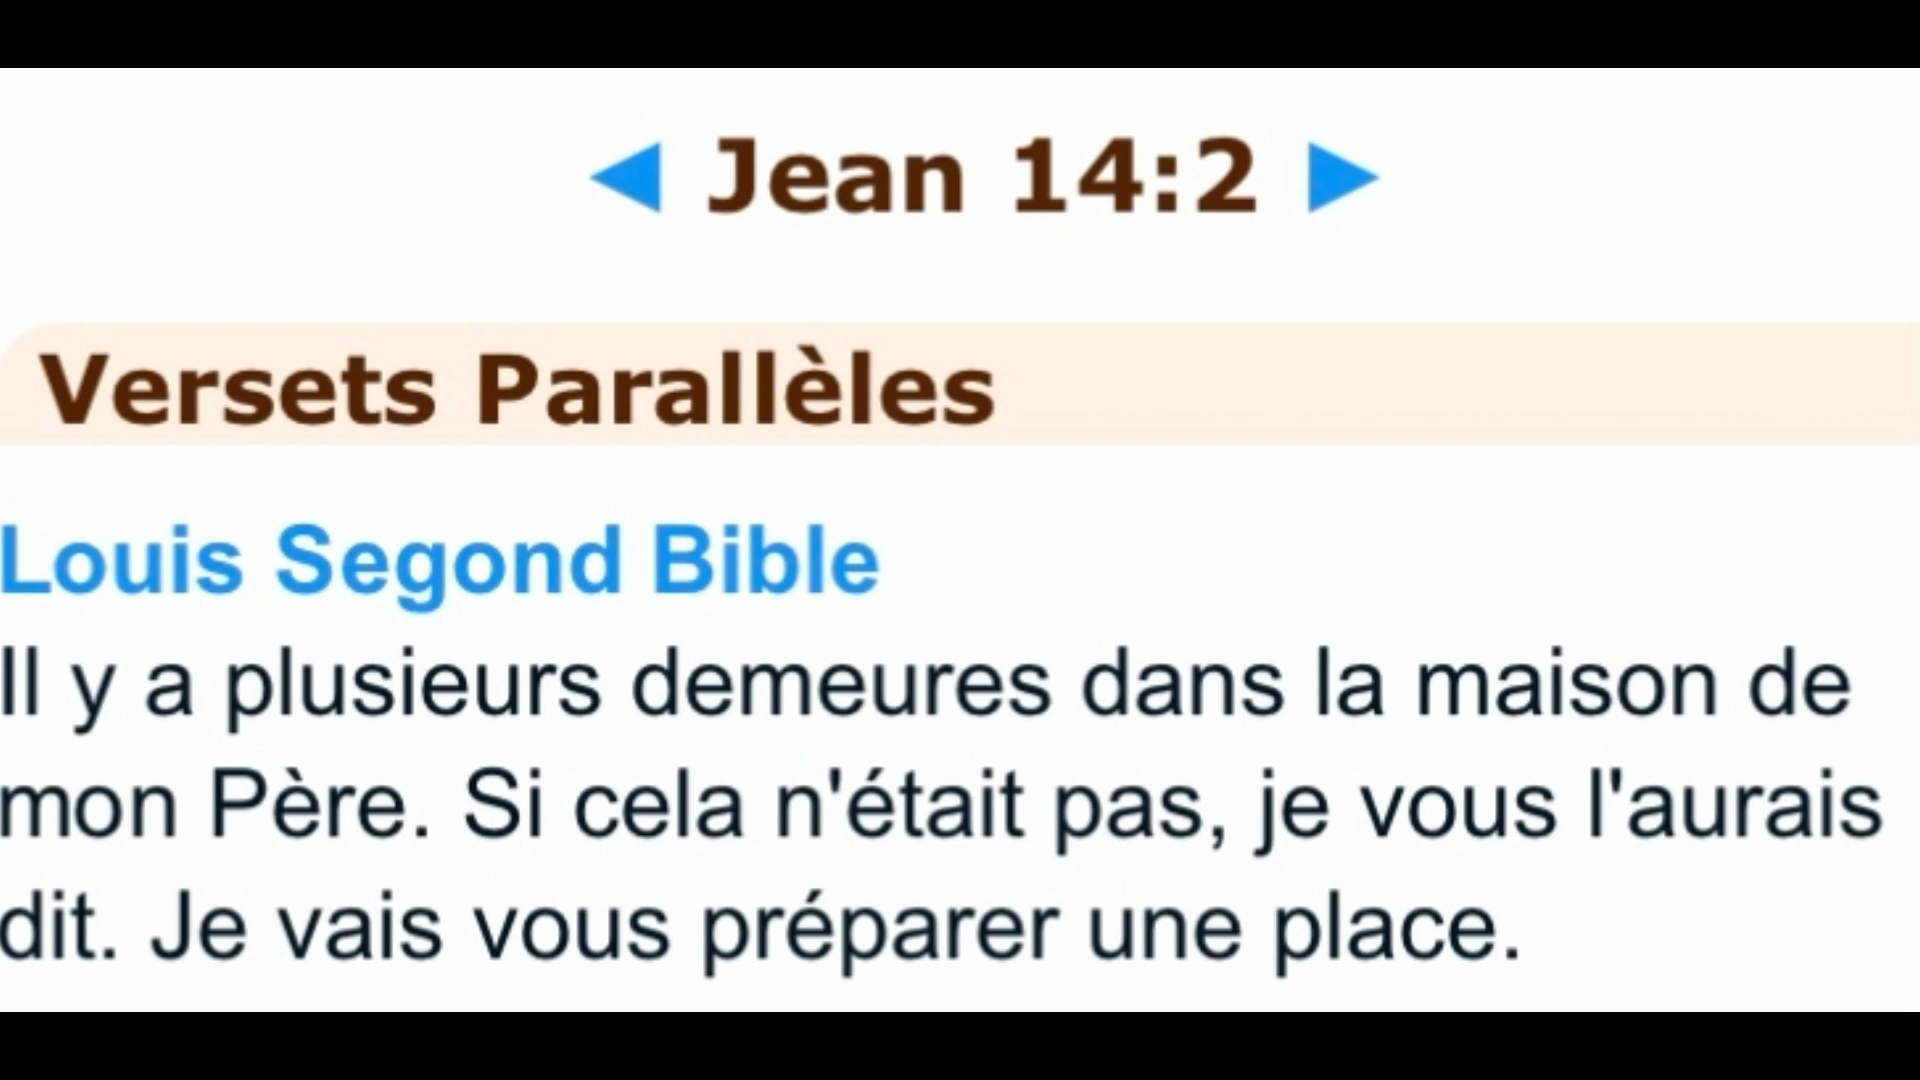 Jean 14:2
Versets Parallèles
Louis Segond Bible
Il y a plusieurs demeures dans la maison de
mon Père. Si cela n'était pas, je vous l'aurais
dit. Je vais vous préparer une place.